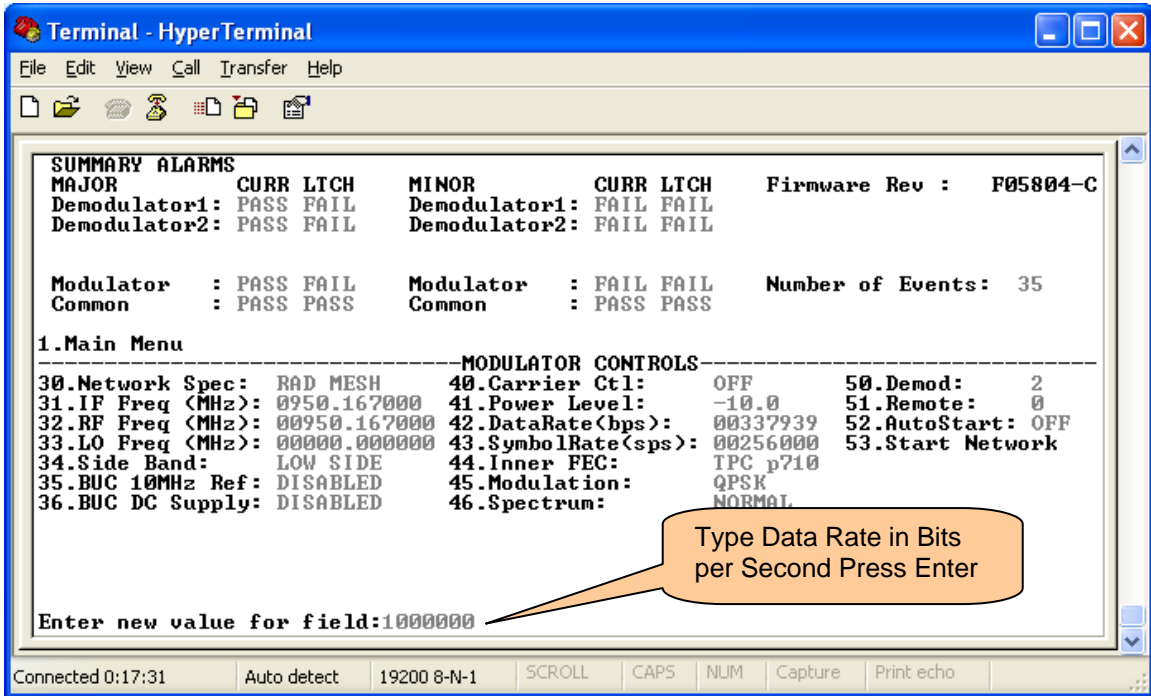 Terminal - HyperTerminal
File Edit View Call Transfer Help
SUMMARY ALARMS
MAJOR CURR LTCH MINOR CURR LTCH Firmware Rev : F05804-C
Demodulator1: PASS FAIL Demodulator1: FAIL FAIL
Demodulator2: PASS FAIL Demodulator2: FAIL FAIL
Modulator : PASS FAIL Modulator : FAIL FAIL Number of Events: 35
Common : PASS PASS Common : PASS PASS
1.Main Menu
MODULATOR CONTROLS
30.Network Spec: RAD MESH 40.Carrier Ctl: OFF 50.Demod: 2
31.IF Freq (MHz): 0950.167000 41.Power Level: -10.0 51.Remote: 0
32.RF Freq (MHz): 00950.167000 42.DataRate(bps): 00337939 52.AutoStart: OFF
33.LO Freq (MHz): 00000.000000 43.SymbolRate(sps): 00256000 53.Start Network
34.Side Band: LOW SIDE 44.Inner FEC: TPC p710
35.BUC 10MHz Ref: DISABLED 45.Modulation: QPSK
36.BUC DC Supply: DISABLED 46.Spectrum: NORMAL
Type Data Rate in Bits
per Second Press Enter
Enter new value for field:1000000
Connected 0:17:31 Auto detect 19200 8-N-1 SCROLL CAPS NUM Capture Print echo